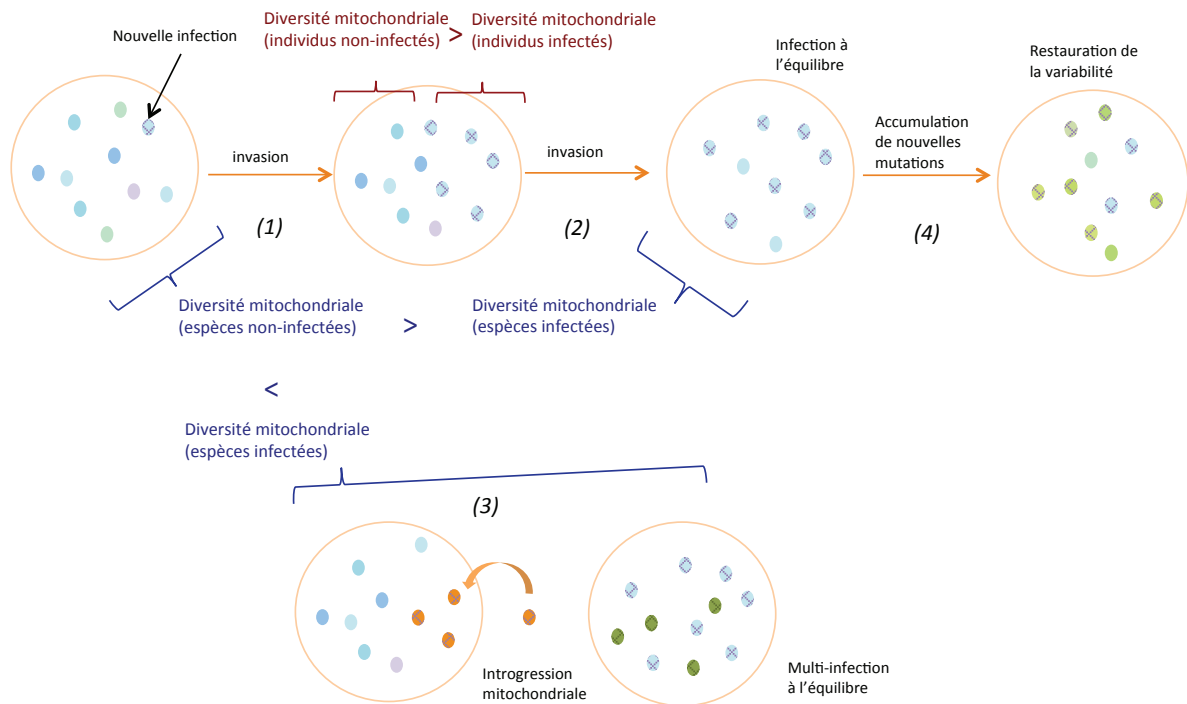 Nouvelle infection
Diversité mitochondriale
(individus non-infectés)
>
Diversité mitochondriale
(individus infectés)
Infection à
l'équilibre
Restauration de
la variabilité
invasion
(1)
invasion
(2)
Accumulation
de nouvelles
mutations
(4)
Diversité mitochondriale
(espèces non-infectées)
>
Diversité mitochondriale
(espèces infectées)
<
Diversité mitochondriale
(espèces infectées)
(3)
Introgression
mitochondriale
Multi-infection
à l'équilibre